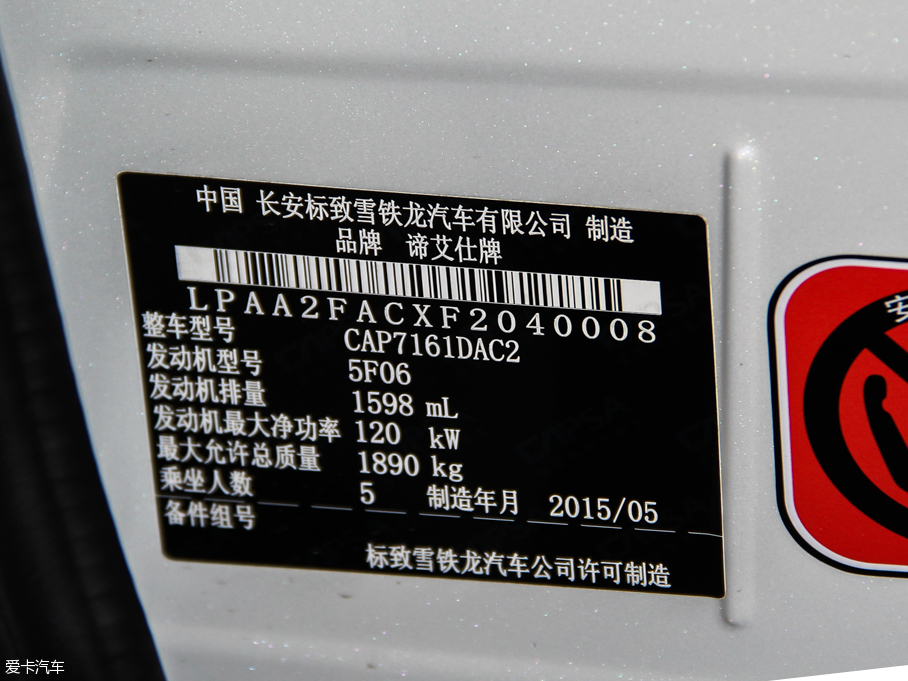 中国 长安标致雪铁龙汽车有限公司 制造
品牌 谛艾仕牌
LPAA2FACXF2040008
整车型号 CAP7161DAC2
发动机型号 5F06
发动机排量 1598 mL
发动机最大净功率 120 kW
最大允许总质量 1890 kg
乘坐人数 5 制造年月 2015/05
备件组号
标致雪铁龙汽车公司许可制造
安
爱卡汽车